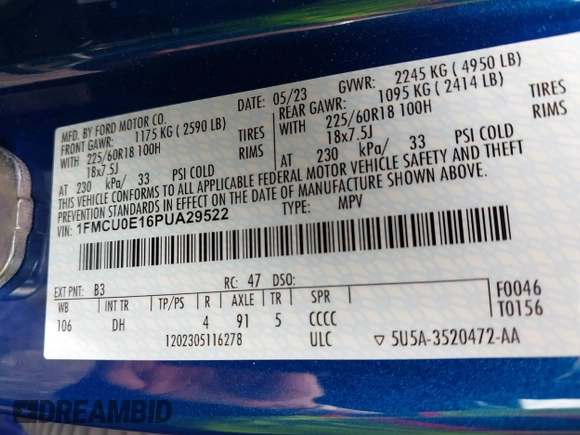 MFD. BY FORD MOTOR CO.
DATE: 05/23 GVWR: 2245 KG ( 4950 LB)
FRONT GAWR: 1175 KG ( 2590 LB) REAR GAWR: 1095 KG ( 2414 LB)
WITH 225/60R18 100H TIRES WITH 225/60R18 100H TIRES
18x7.5J RIMS 18x7.5J RIMS
AT 230 kPa/ 33 PSI COLD AT 230 kPa/ 33 PSI COLD
THIS VEHICLE CONFORMS TO ALL APPLICABLE FEDERAL MOTOR VEHICLE SAFETY AND THEFT
PREVENTION STANDARDS IN EFFECT ON THE DATE OF MANUFACTURE SHOWN ABOVE.
VIN: 1FMCU0E16PUA29522 TYPE: MPV
EXT PNT: B3 RC: 47 DSO:
WB INT TR TP/PS R AXLE TR SPR F0046
106 DH 4 91 5 CCCC T0156
1202305116278 ULC ▽ 5U5A-3520472-AA
DREAMBID